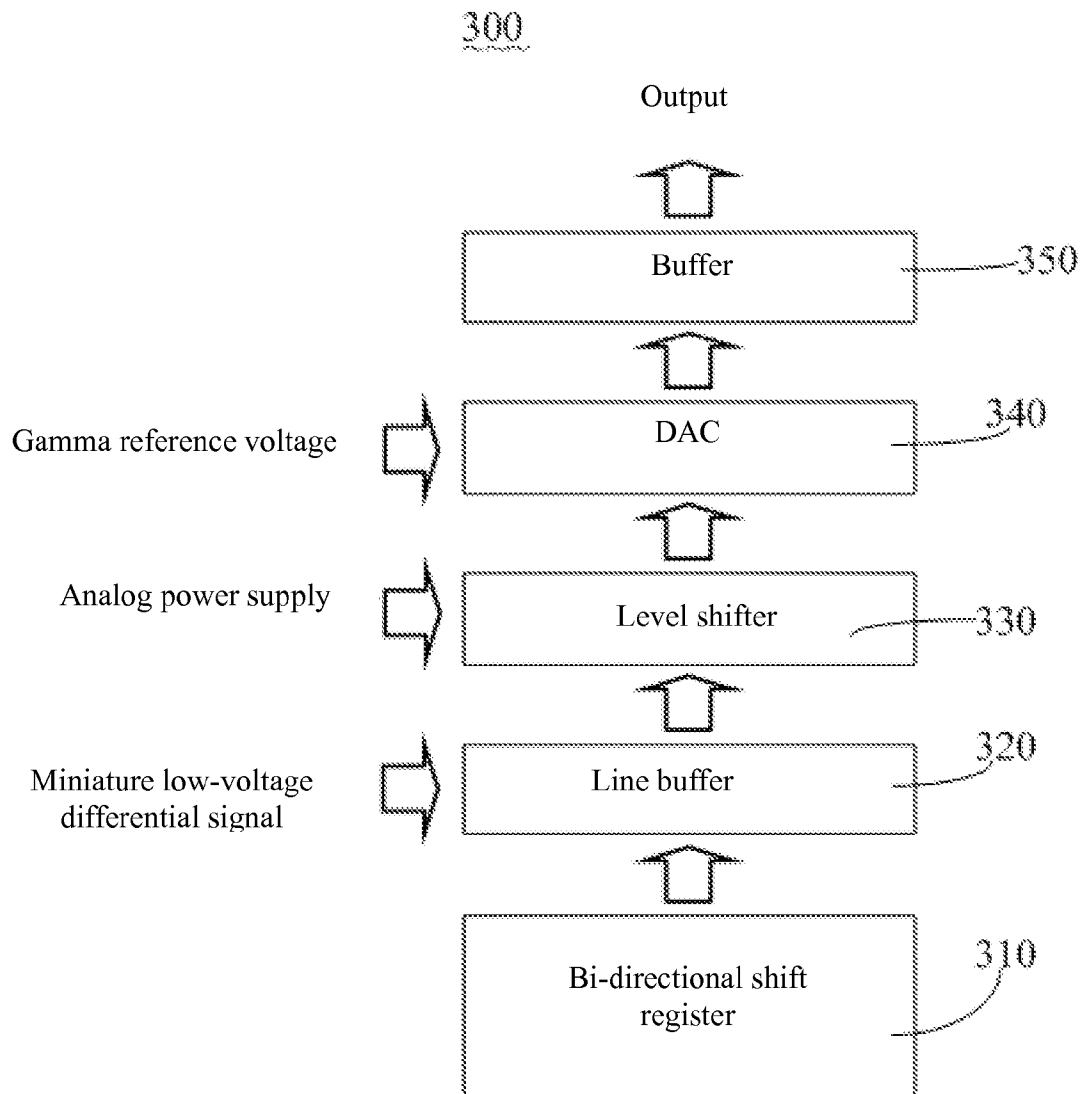 300
Output
Buffer
350
DAC
340
Gamma reference voltage
Analog power supply
Level shifter
330
320
Miniature low-voltage
differential signal
Line buffer
310
Bi-directional shift
register